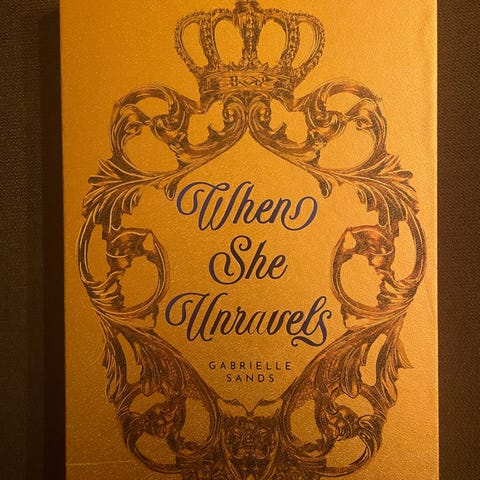 When
She
Unravels
GABRIELLE
SANDS